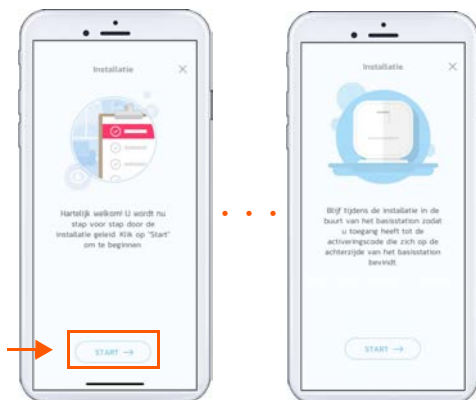 Installatie
Hartelijk welkom! U wordt nu
stap voor stap door de
installatie geleid. Klik op "Start"
om te beginnen
START →
Installatie
Blijf tijdens de installatie in de
buurt van het basisstation zodat
u toegang heeft tot de
activeringscode die zich op de
achterzijde van het basisstation
bevindt.
START →